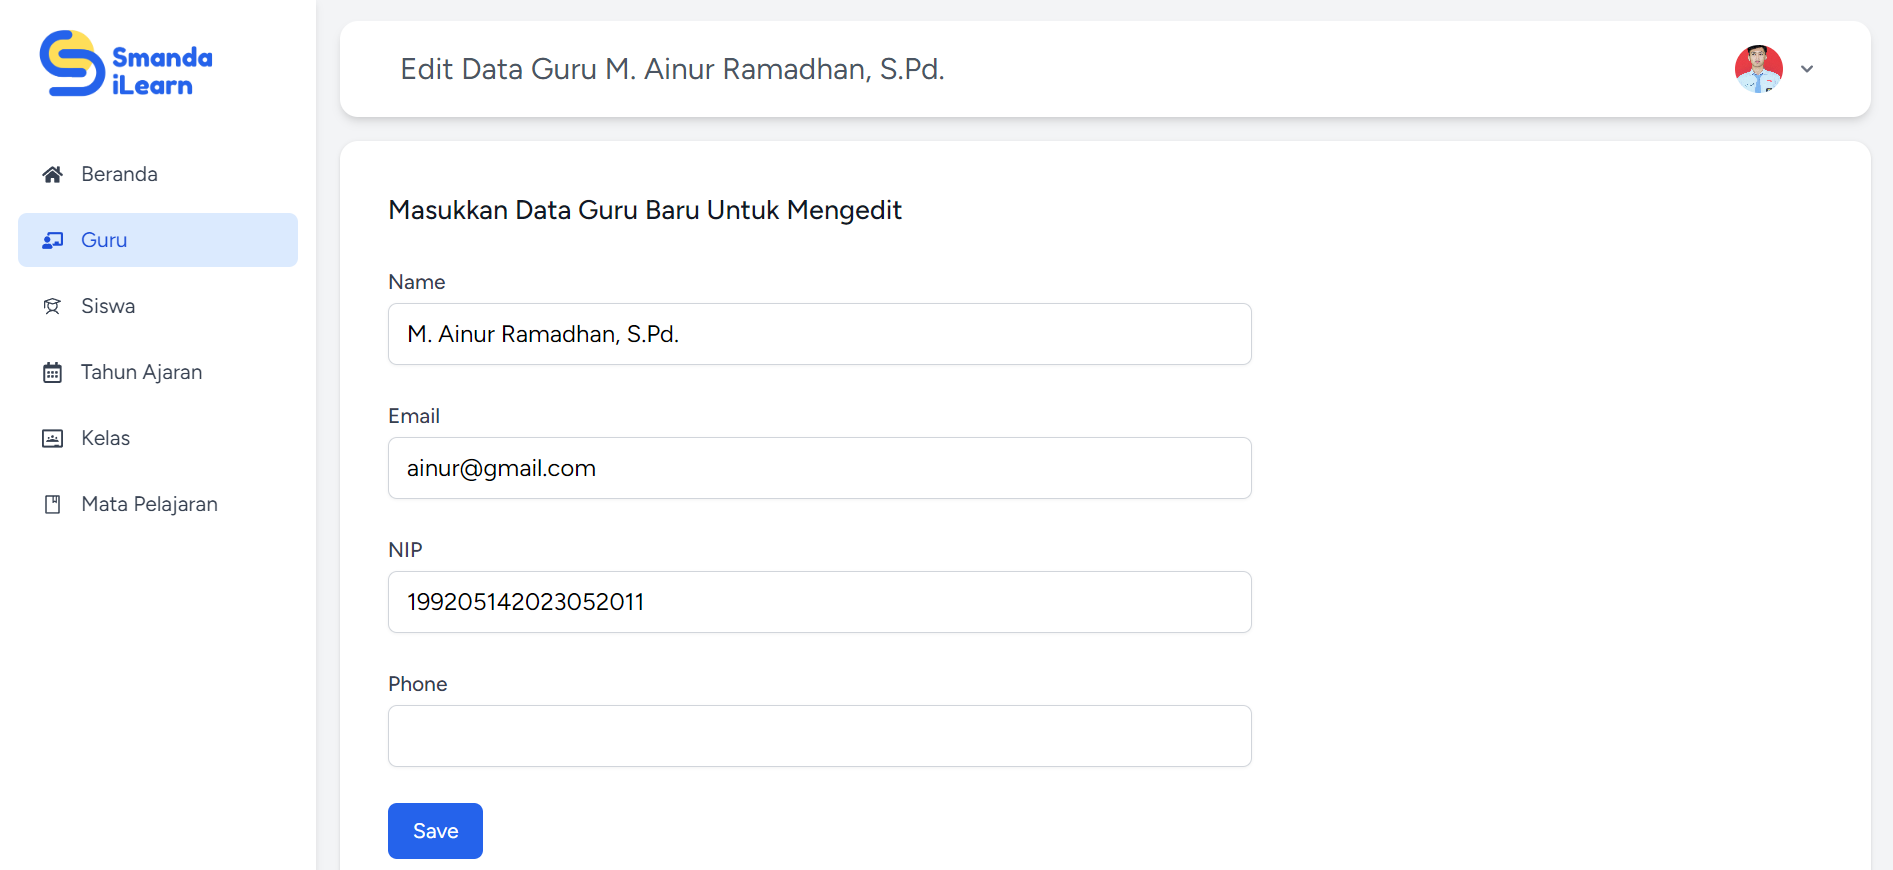 Smanda
iLearn
Beranda
Guru
Siswa
Tahun Ajaran
Kelas
Mata Pelajaran
Edit Data Guru M. Ainur Ramadhan, S.Pd.
Masukkan Data Guru Baru Untuk Mengedit
Name
M. Ainur Ramadhan, S.Pd.
Email
ainur@gmail.com
NIP
199205142023052011
Phone
Save